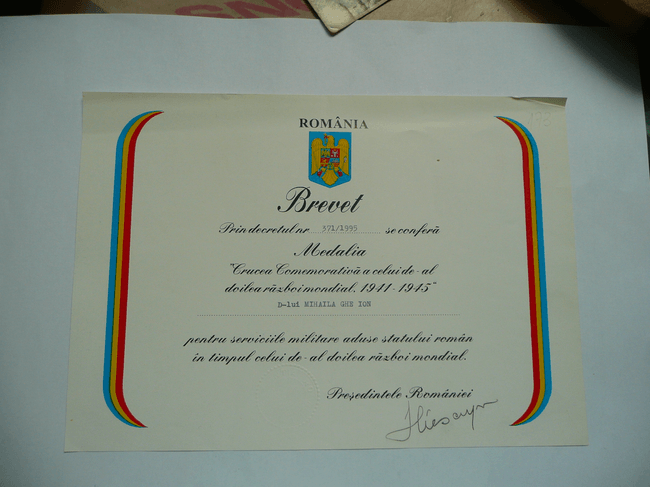 ROMÂNIA
Brevet
Prin decretul nr. 371/1995 se conferă
Medalia
"Crucea Comemorativă a celui de-al
doilea război mondial, 1941-1945"
D-lui MIHAILA GHE ION
pentru serviciile militare aduse statului român
în timpul celui de-al doilea război mondial.
Preşedintele României